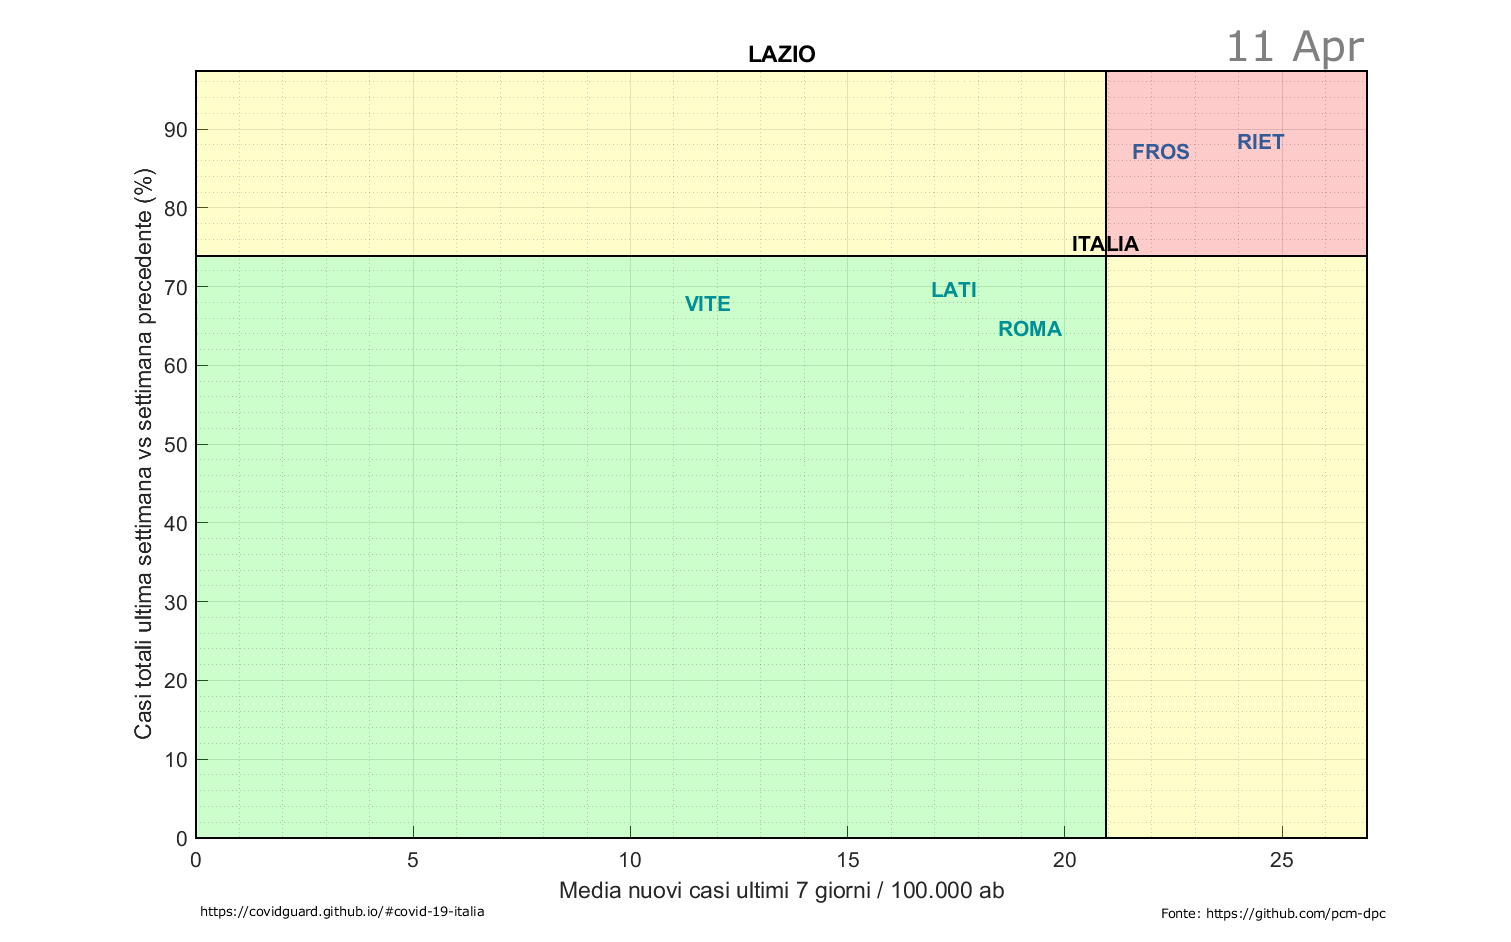 LAZIO
11 Apr
Casi totali ultima settimana vs settimana precedente (%)
90
80
70
60
50
40
30
20
10
0
FROS
RIET
ITALIA
VITE
LATI
ROMA
0
5
10
15
20
25
Media nuovi casi ultimi 7 giorni / 100.000 ab
https://covidguard.github.io/#covid-19-italia
Fonte: https://github.com/pcm-dpc